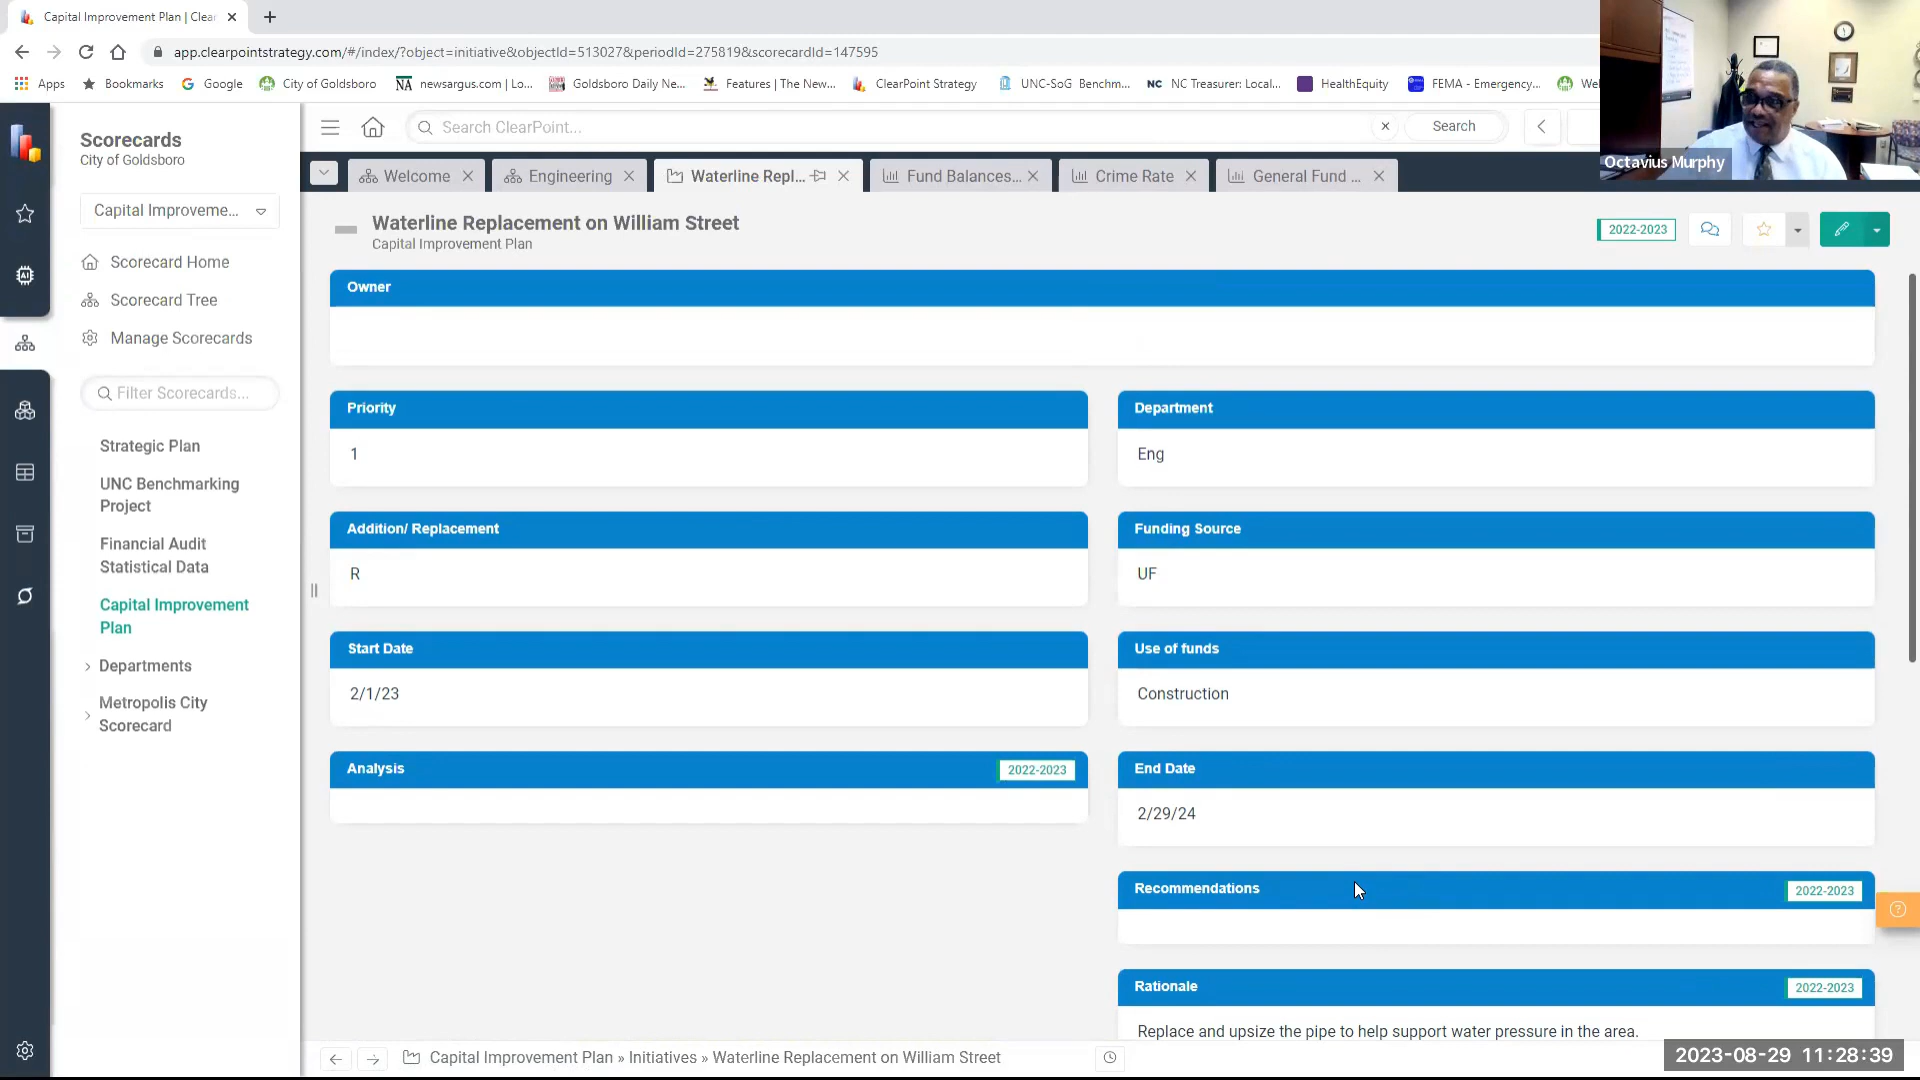 Capital Improvement Plan | Clear
app.clearpointstrategy.com/#/index/?object=initiative&objectId=513027&periodId=275819&scorecardId=147595
Apps
Bookmarks
Google
City of Goldsboro
NA newsargus.com | Lo...
Goldsboro Daily Ne...
Features | The New...
ClearPoint Strategy
UNC-SoG Benchm...
NC NC Treasurer: Local...
HealthEquity
FEMA - Emergency...
Octavius Murphy
Scorecards
City of Goldsboro
Search ClearPoint...
Search
Welcome
Engineering
Waterline Repl...
Fund Balances...
Crime Rate
General Fund ...
Capital Improveme...
Scorecard Home
Scorecard Tree
Manage Scorecards
Filter Scorecards...
Strategic Plan
UNC Benchmarking
Project
Financial Audit
Statistical Data
Capital Improvement
Plan
Departments
Metropolis City
Scorecard
AI
Waterline Replacement on William Street
Capital Improvement Plan
2022-2023
Owner
Priority
1
Department
Eng
Addition/ Replacement
R
Funding Source
UF
Start Date
2/1/23
Use of funds
Construction
Analysis
2022-2023
End Date
2/29/24
Recommendations
2022-2023
Rationale
2022-2023
Replace and upsize the pipe to help support water pressure in the area.
Capital Improvement Plan » Initiatives » Waterline Replacement on William Street
2023-08-29 11:28:39